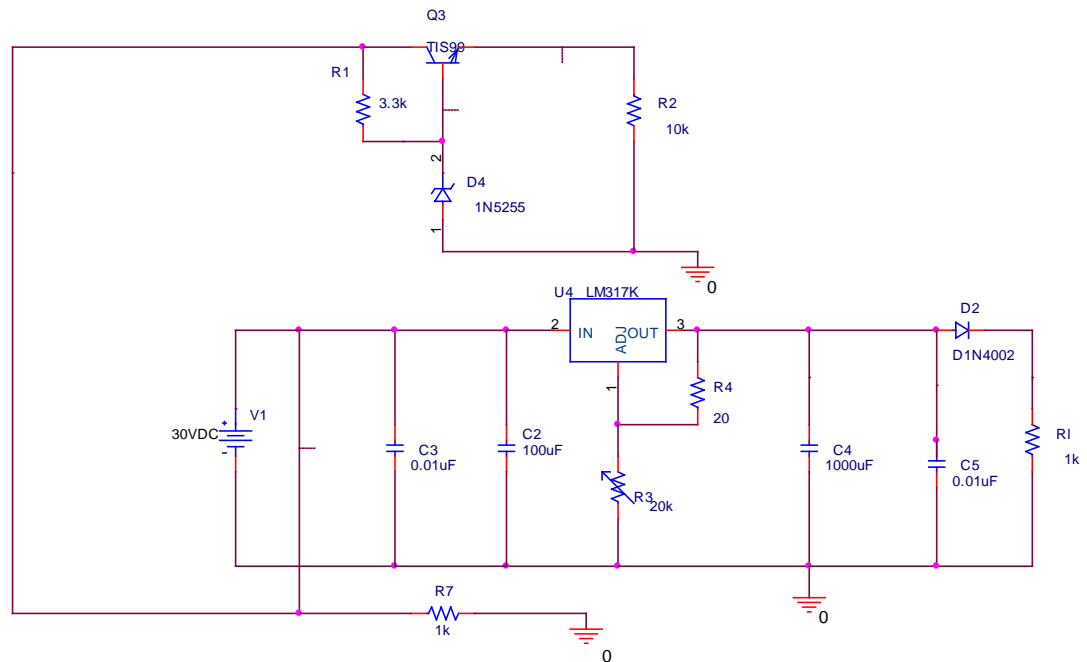 Q3
TIS99
R1
3.3k
R2
10k
2
D4
1N5255
1
0
U4 LM317K
D2
2 IN ADJ OUT 3
D1N4002
1
R4
20
V1
30VDC
+
-
C3
0.01uF
C2
100uF
C4
1000uF
C5
0.01uF
Rl
1k
R3
20k
R7
1k
0
0